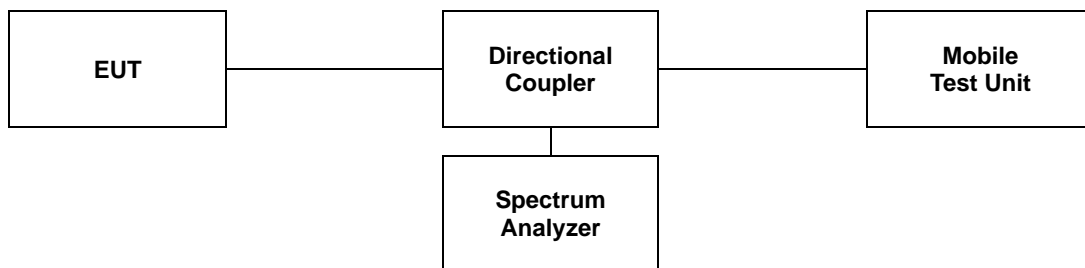 EUT
Directional
Coupler
Mobile
Test Unit
Spectrum
Analyzer